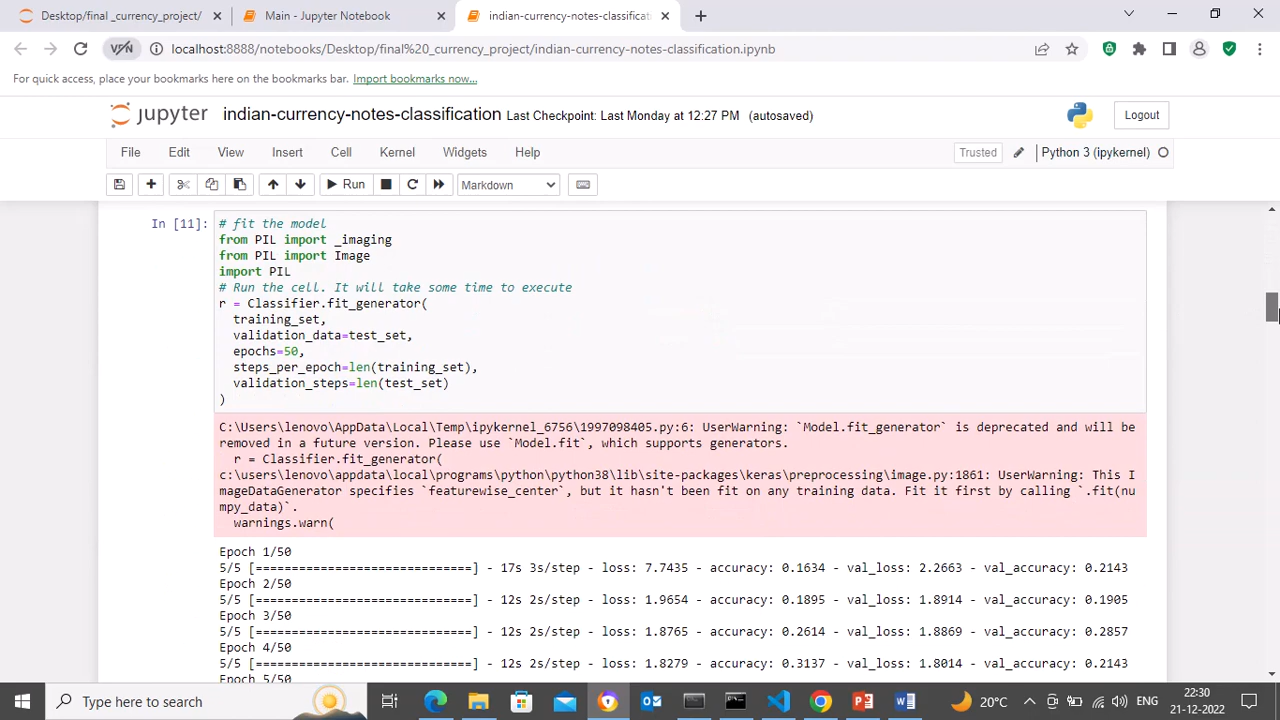 Desktop/final _currency_project/
Main - Jupyter Notebook
indian-currency-notes-classificat
localhost:8888/notebooks/Desktop/final%20_currency_project/indian-currency-notes-classification.ipynb
VPN
For quick access, place your bookmarks here on the bookmarks bar. Import bookmarks now...
jupyter indian-currency-notes-classification Last Checkpoint: Last Monday at 12:27 PM (autosaved)
Logout
File Edit View Insert Cell Kernel Widgets Help
Trusted Python 3 (ipykernel)
Run Markdown
In [11]: # fit the model
from PIL import _imaging
from PIL import Image
import PIL
# Run the cell. It will take some time to execute
r = Classifier.fit_generator(
training_set,
validation_data=test_set,
epochs=50,
steps_per_epoch=len(training_set),
validation_steps=len(test_set)
)
C:\Users\lenovo\AppData\Local\Temp\ipykernel_6756\1997098405.py:6: UserWarning: `Model.fit_generator` is deprecated and will be
removed in a future version. Please use `Model.fit`, which supports generators.
r = Classifier.fit_generator(
c:\users\lenovo\appdata\local\programs\python\python38\lib\site-packages\keras\preprocessing\image.py:1861: UserWarning: This I
mageDataGenerator specifies `featurewise_center`, but it hasn't been fit on any training data. Fit it first by calling `.fit(nu
mpy_data)`.
warnings.warn(
Epoch 1/50
5/5 [==============================] - 17s 3s/step - loss: 7.7435 - accuracy: 0.1634 - val_loss: 2.2663 - val_accuracy: 0.2143
Epoch 2/50
5/5 [==============================] - 12s 2s/step - loss: 1.9654 - accuracy: 0.1895 - val_loss: 1.8914 - val_accuracy: 0.1905
Epoch 3/50
5/5 [==============================] - 12s 2s/step - loss: 1.8765 - accuracy: 0.2614 - val_loss: 1.8869 - val_accuracy: 0.2857
Epoch 4/50
5/5 [==============================] - 12s 2s/step - loss: 1.8279 - accuracy: 0.3137 - val_loss: 1.8014 - val_accuracy: 0.2143
Epoch 5/50
Type here to search
20°C
ENG
22:30
21-12-2022